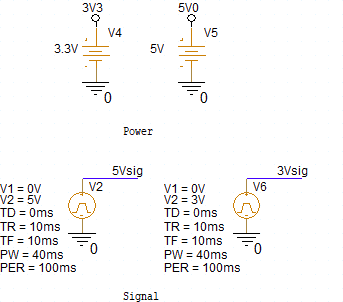 3V3
5V0
V4
V5
3.3V
5V
0
0
Power
5Vsig
3Vsig
V1 = 0V
V2
V2 = 5V
TD = 0ms
TR = 10ms
TF = 10ms
PW = 40ms
PER = 100ms
0
V1 = 0V
V6
V2 = 3V
TD = 0ms
TR = 10ms
TF = 10ms
PW = 40ms
PER = 100ms
0
Signal